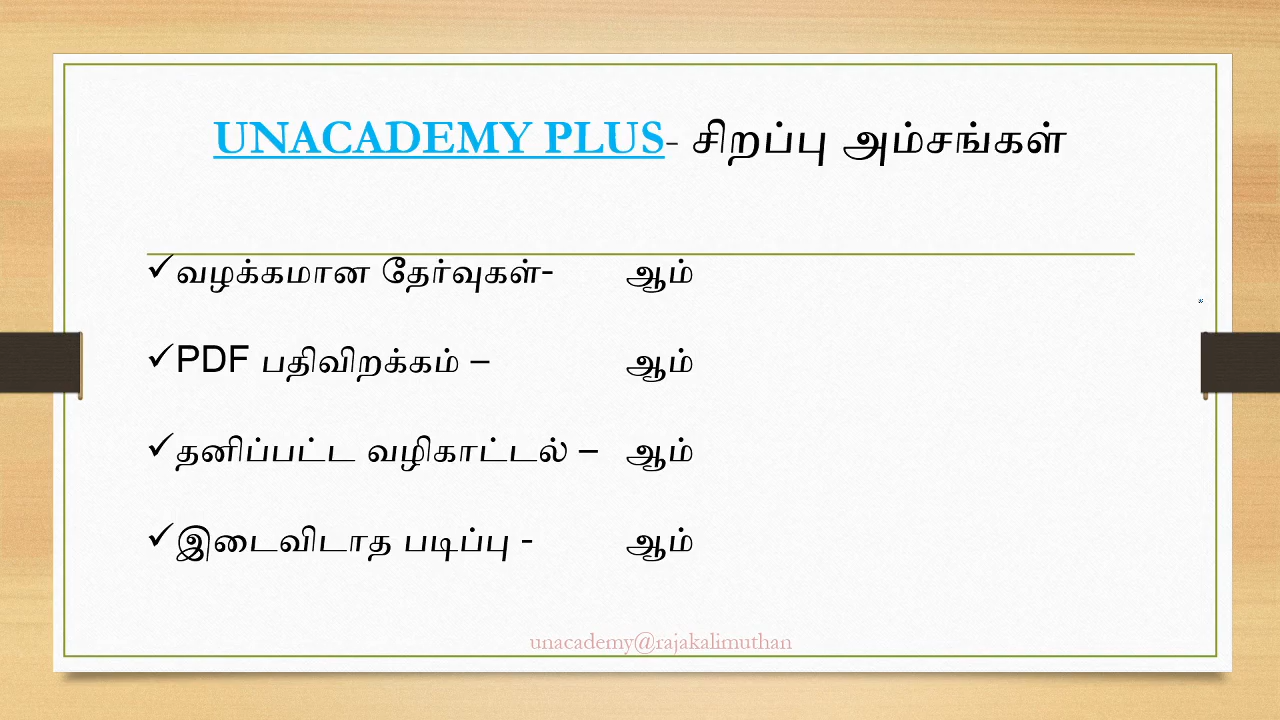 UNACADEMY PLUS- சிறப்பு அம்சங்கள்
✓வழக்கமான தேர்வுகள்- ஆம்
✓PDF பதிவிறக்கம் – ஆம்
✓தனிப்பட்ட வழிகாட்டல் – ஆம்
✓இடைவிடாத படிப்பு - ஆம்
unacademy@rajakalimuthan